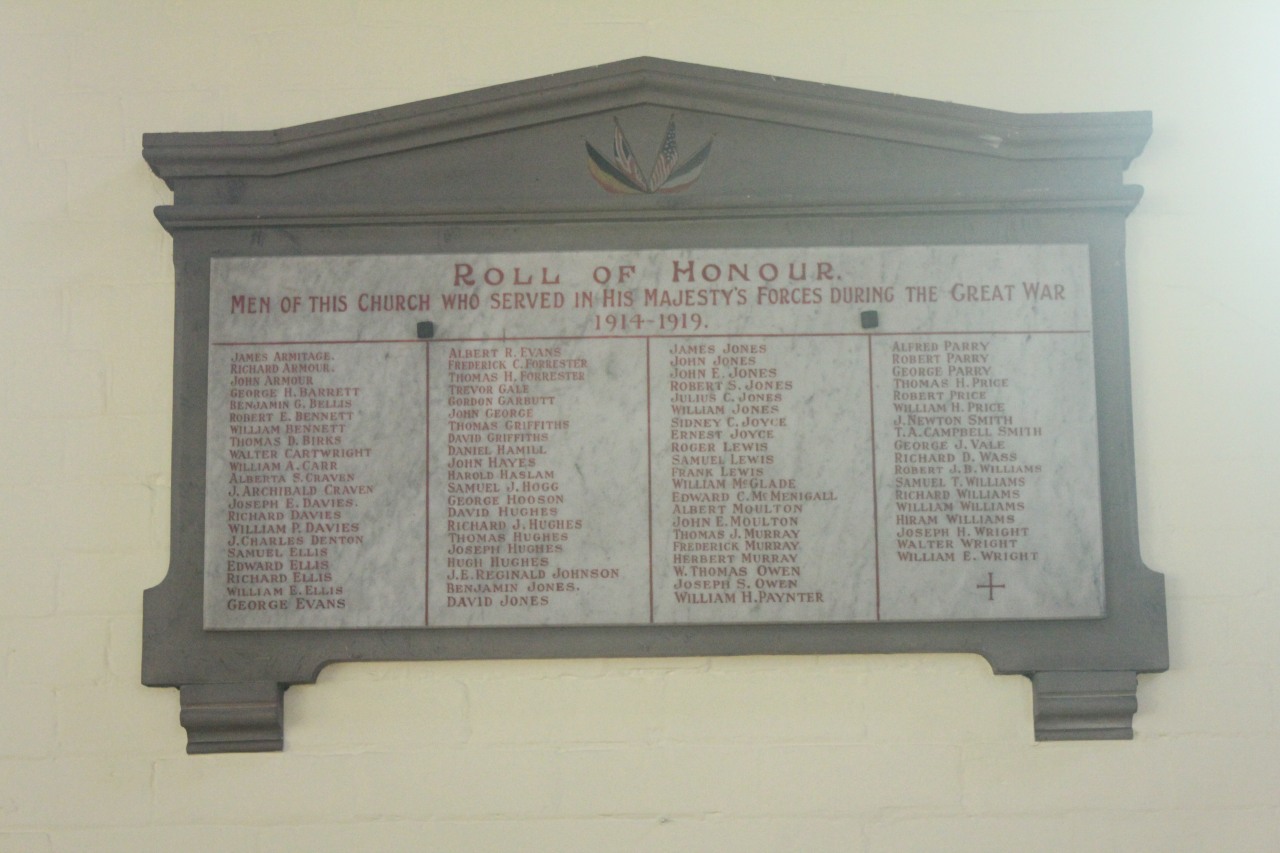 ROLL OF HONOUR.
MEN OF THIS CHURCH WHO SERVED IN HIS MAJESTY'S FORCES DURING THE GREAT WAR
1914-1919.
JAMES ARMITAGE.
RICHARD ARMOUR.
JOHN ARMOUR
GEORGE H. BARRETT
BENJAMIN G. BELLIS
ROBERT E. BENNETT
WILLIAM BENNETT
THOMAS D. BIRKS
WALTER CARTWRIGHT
WILLIAM A. CARR
ALBERTA S. CRAVEN
J. ARCHIBALD CRAVEN
JOSEPH E. DAVIES.
RICHARD DAVIES
WILLIAM P. DAVIES
J. CHARLES DENTON
SAMUEL ELLIS
EDWARD ELLIS
RICHARD ELLIS
WILLIAM E. ELLIS
GEORGE EVANS
ALBERT R. EVANS
FREDERICK C. FORRESTER
THOMAS H. FORRESTER
TREVOR GALE
GORDON GARBUTT
JOHN GEORGE
THOMAS GRIFFITHS
DAVID GRIFFITHS
DANIEL HAMILL
JOHN HAYES
HAROLD HASLAM
SAMUEL J. HOGG
GEORGE HOOSON
DAVID HUGHES
RICHARD J. HUGHES
THOMAS HUGHES
JOSEPH HUGHES
HUGH HUGHES
J. E. REGINALD JOHNSON
BENJAMIN JONES.
DAVID JONES
JAMES JONES
JOHN JONES
JOHN E. JONES
ROBERT S. JONES
JULIUS C. JONES
WILLIAM JONES
SIDNEY C. JOYCE
ERNEST JOYCE
ROGER LEWIS
SAMUEL LEWIS
FRANK LEWIS
WILLIAM McGLADE
EDWARD C. McMENIGALL
ALBERT MOULTON
JOHN E. MOULTON
THOMAS J. MURRAY
FREDERICK MURRAY
HERBERT MURRAY
W. THOMAS OWEN
JOSEPH S. OWEN
WILLIAM H. PAYNTER
ALFRED PARRY
ROBERT PARRY
GEORGE PARRY
THOMAS H. PRICE
ROBERT PRICE
WILLIAM H. PRICE
J. NEWTON SMITH
T. A. CAMPBELL SMITH
GEORGE J. VALE
RICHARD D. WASS
ROBERT J. B. WILLIAMS
SAMUEL T. WILLIAMS
RICHARD WILLIAMS
WILLIAM WILLIAMS
HIRAM WILLIAMS
JOSEPH H. WRIGHT
WALTER WRIGHT
WILLIAM E. WRIGHT